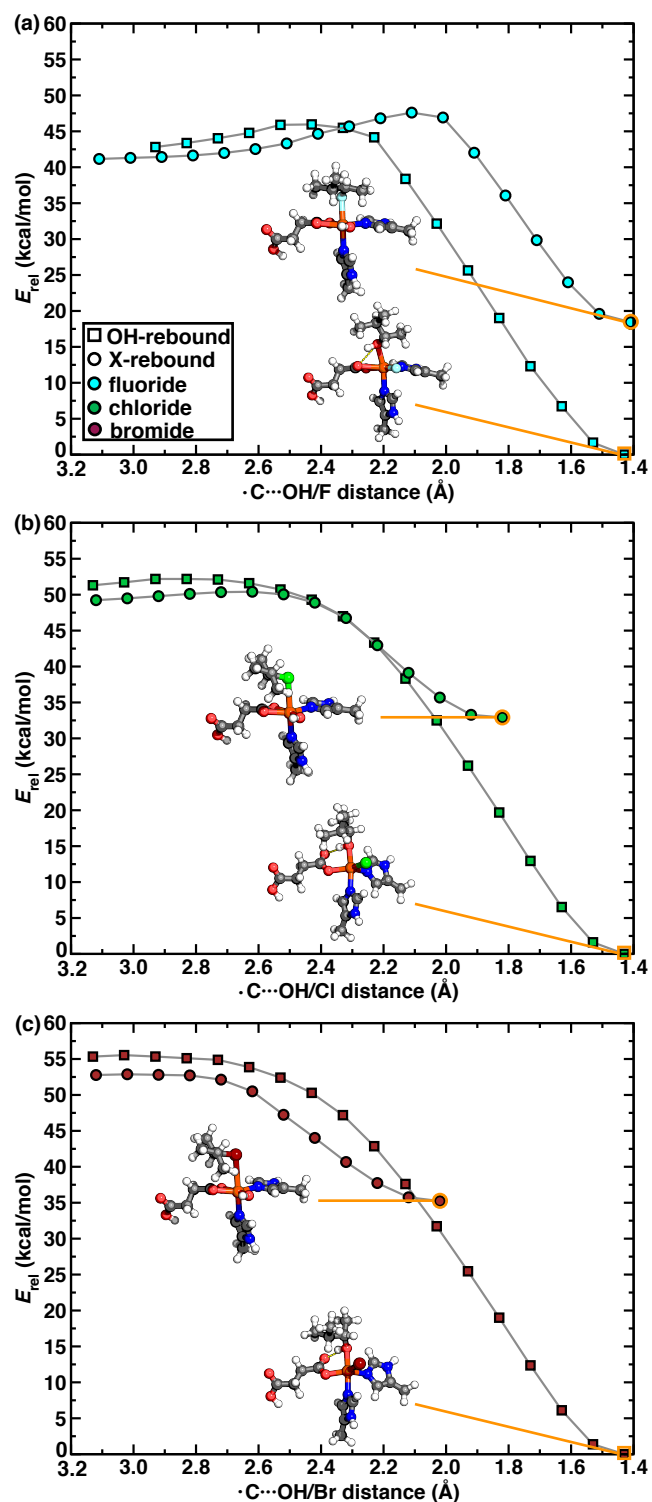 (a)
60
55
50
45
40
35
30
25
20
15
10
5
0
E_rel (kcal/mol)
OH-rebound
X-rebound
fluoride
chloride
bromide
3.2 3.0 2.8 2.6 2.4 2.2 2.0 1.8 1.6 1.4
·C···OH/F distance (Å)
(b)
60
55
50
45
40
35
30
25
20
15
10
5
0
E_rel (kcal/mol)
3.2 3.0 2.8 2.6 2.4 2.2 2.0 1.8 1.6 1.4
·C···OH/Cl distance (Å)
(c)
60
55
50
45
40
35
30
25
20
15
10
5
0
E_rel (kcal/mol)
3.2 3.0 2.8 2.6 2.4 2.2 2.0 1.8 1.6 1.4
·C···OH/Br distance (Å)